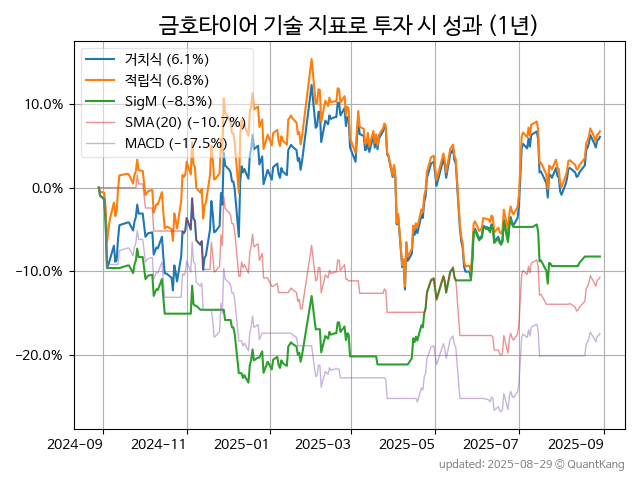 금호타이어 기술 지표로 투자 시 성과 (1년)
거치식 (6.1%)
적립식 (6.8%)
SigM (−8.3%)
SMA(20) (−10.7%)
MACD (−17.5%)
10.0%
0.0%
−10.0%
−20.0%
2024-09 2024-11 2025-01 2025-03 2025-05 2025-07 2025-09
updated: 2025-08-29 © QuantKang